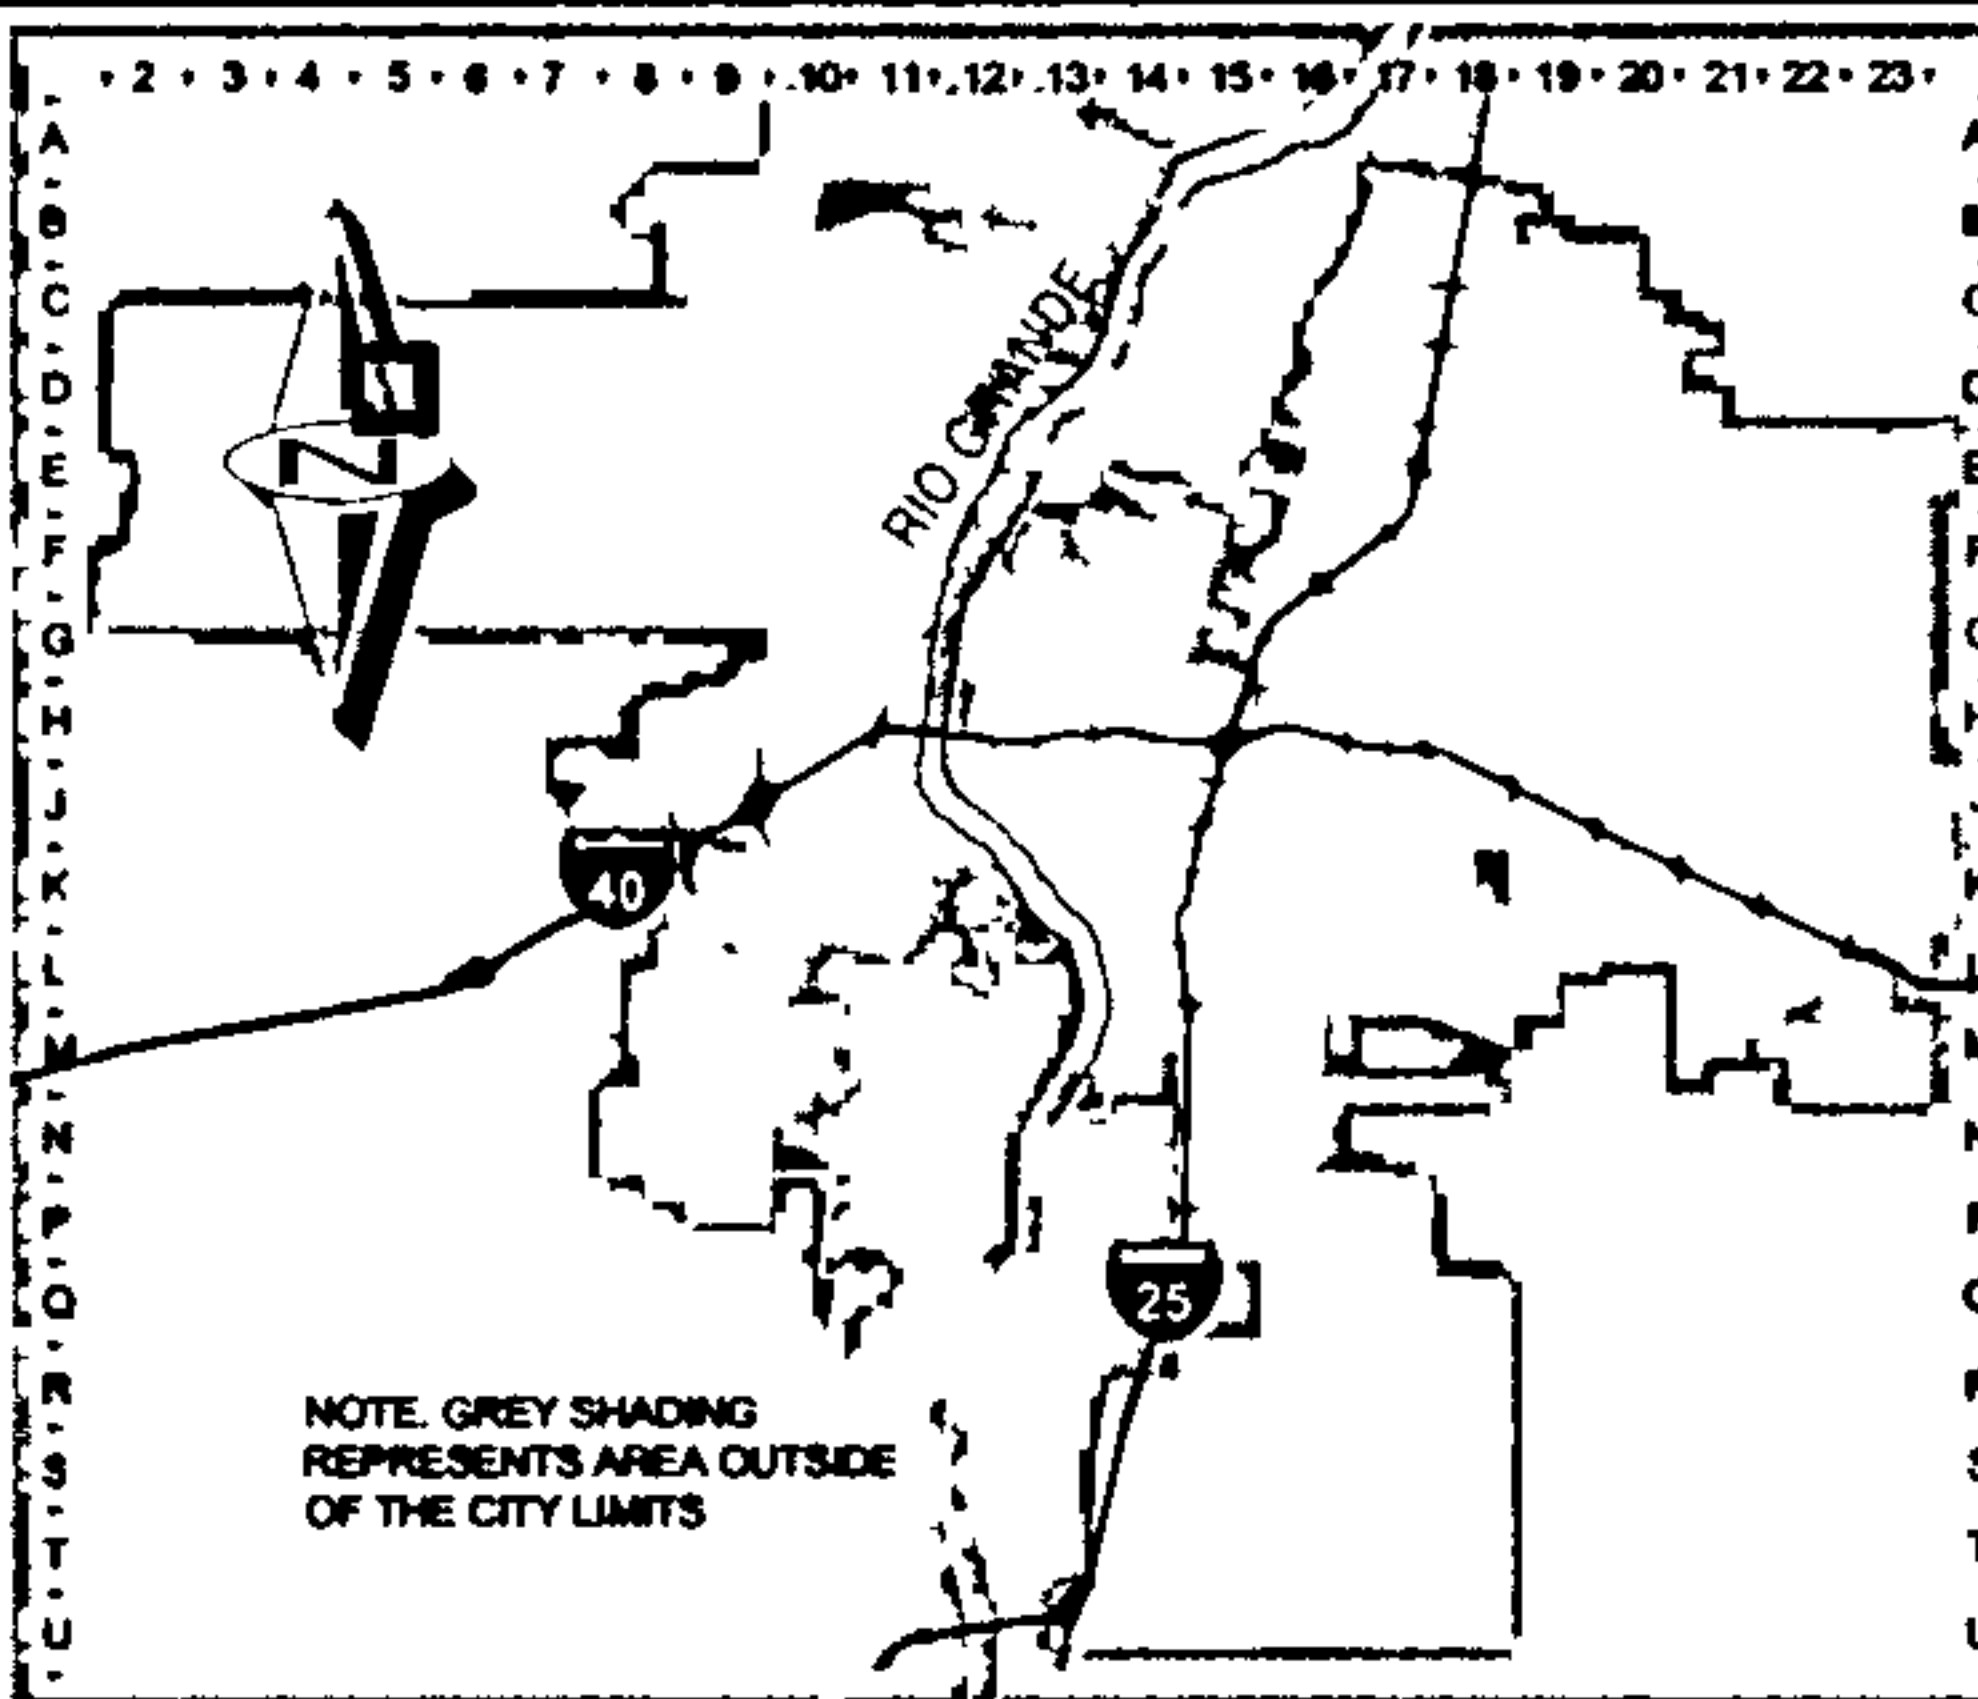 2 3 4 5 6 7 8 9 10 11 12 13 14 15 16 17 18 19 20 21 22 23
A
B
C
D
E
F
G
H
J
K
L
M
N
P
Q
R
S
T
U
N
RIO GRANDE
40
25
NOTE. GREY SHADING
REPRESENTS AREA OUTSIDE
OF THE CITY LIMITS